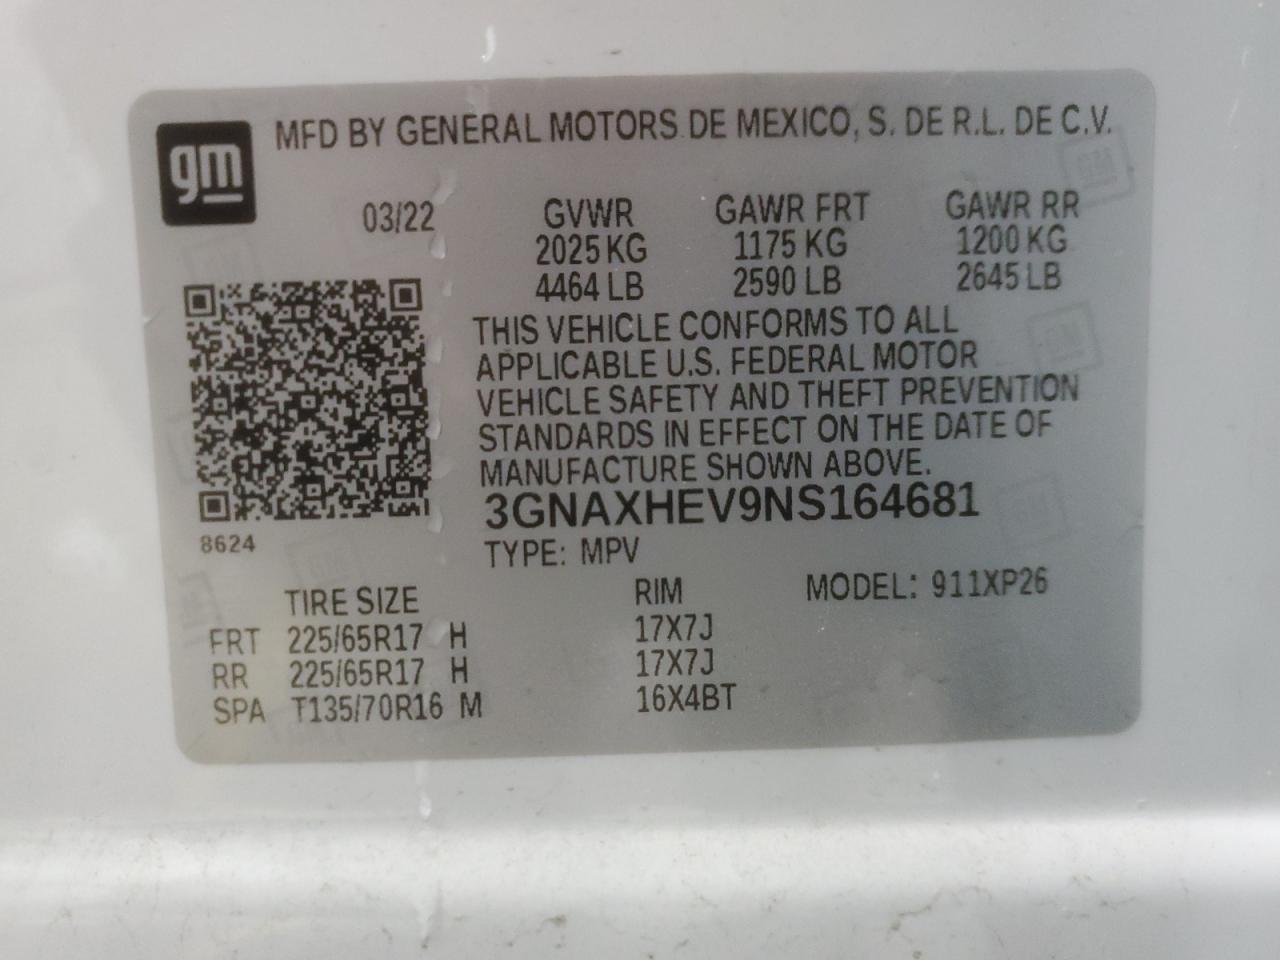 gm
MFD BY GENERAL MOTORS DE MEXICO, S. DE R.L. DE C.V.
03/22
GVWR GAWR FRT GAWR RR
2025 KG 1175 KG 1200 KG
4464 LB 2590 LB 2645 LB
THIS VEHICLE CONFORMS TO ALL
APPLICABLE U.S. FEDERAL MOTOR
VEHICLE SAFETY AND THEFT PREVENTION
STANDARDS IN EFFECT ON THE DATE OF
MANUFACTURE SHOWN ABOVE.
3GNAXHEV9NS164681
8624
TYPE: MPV
TIRE SIZE RIM MODEL: 911XP26
FRT 225/65R17 H 17X7J
RR 225/65R17 H 17X7J
SPA T135/70R16 M 16X4BT